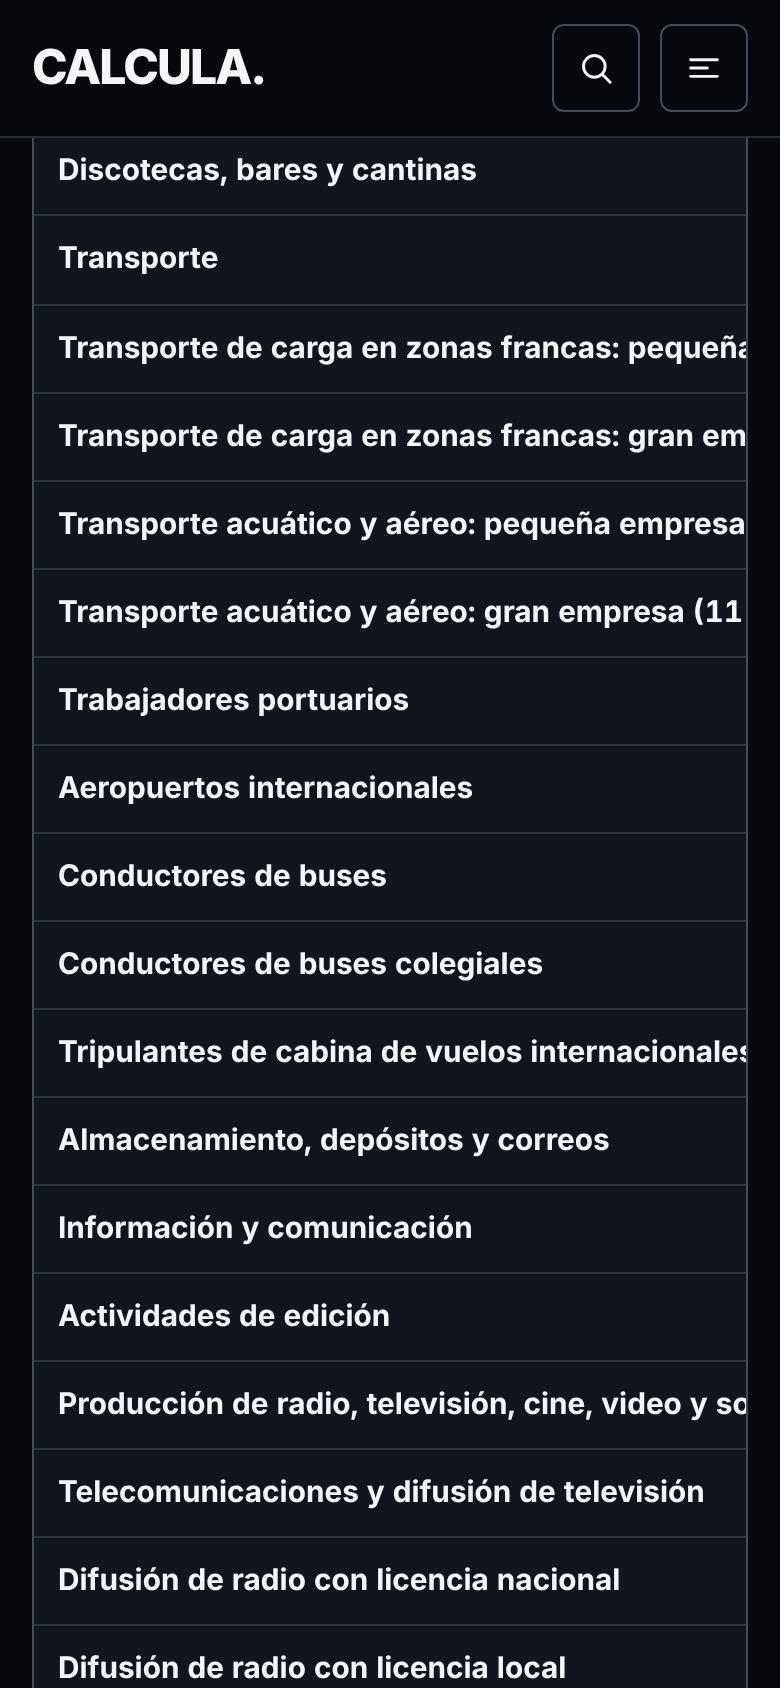 CALCULA.
Discotecas, bares y cantinas
Transporte
Transporte de carga en zonas francas: pequeña
Transporte de carga en zonas francas: gran em
Transporte acuático y aéreo: pequeña empresa
Transporte acuático y aéreo: gran empresa (11
Trabajadores portuarios
Aeropuertos internacionales
Conductores de buses
Conductores de buses colegiales
Tripulantes de cabina de vuelos internacionales
Almacenamiento, depósitos y correos
Información y comunicación
Actividades de edición
Producción de radio, televisión, cine, video y so
Telecomunicaciones y difusión de televisión
Difusión de radio con licencia nacional
Difusión de radio con licencia local